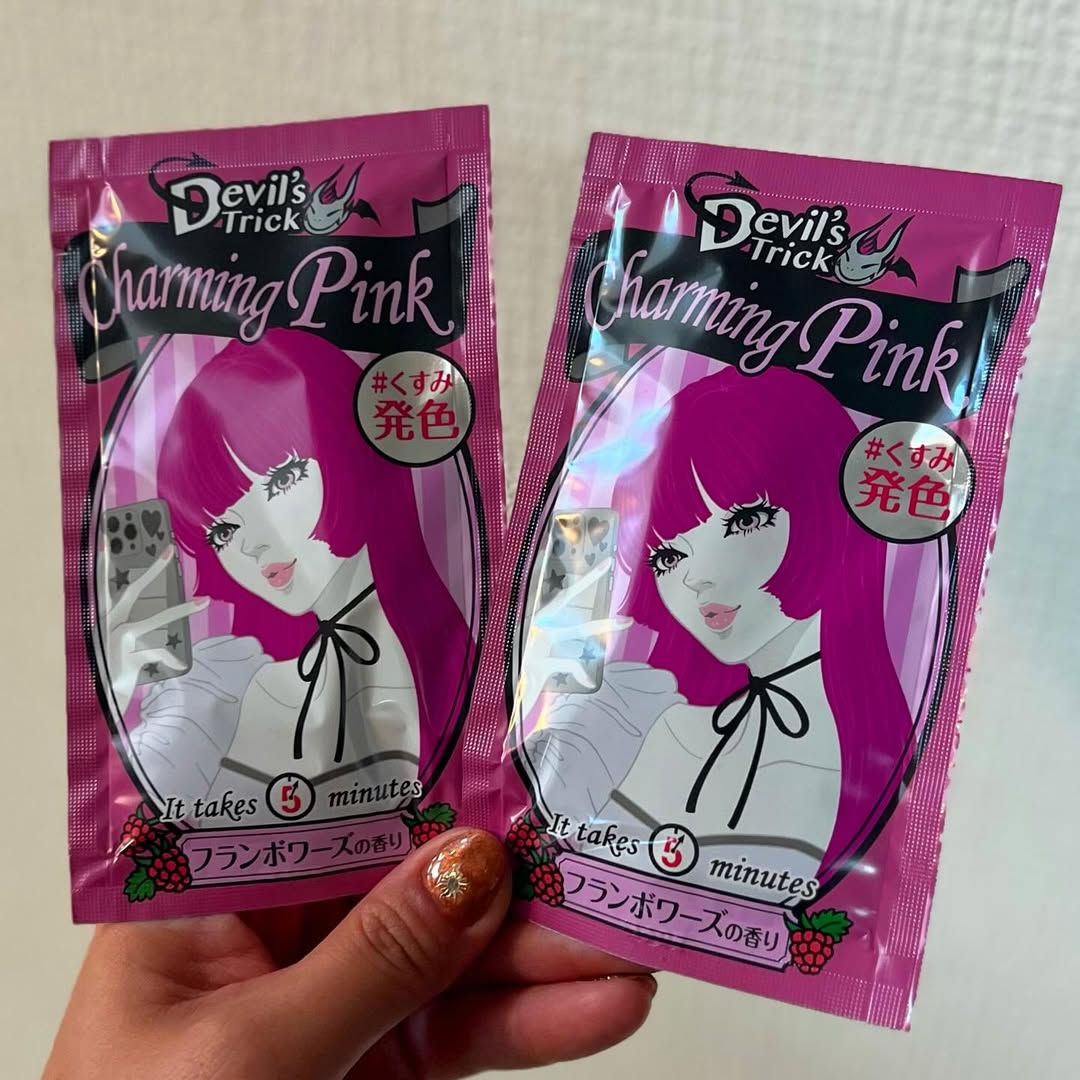 Devil's
Trick
Charming Pink
#くすみ
発色
It takes 5 minutes
フランボワーズの香り
Devil's
Trick
Charming Pink
#くすみ
発色
It takes 5 minutes
フランボワーズの香り